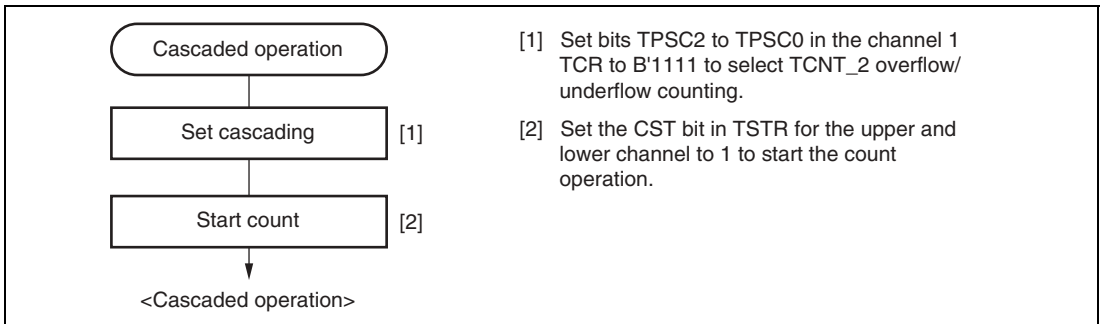 Cascaded operation
Set cascading
[1]
Start count
[2]
<Cascaded operation>
[1] Set bits TPSC2 to TPSC0 in the channel 1
TCR to B'1111 to select TCNT_2 overflow/
underflow counting.
[2] Set the CST bit in TSTR for the upper and
lower channel to 1 to start the count
operation.